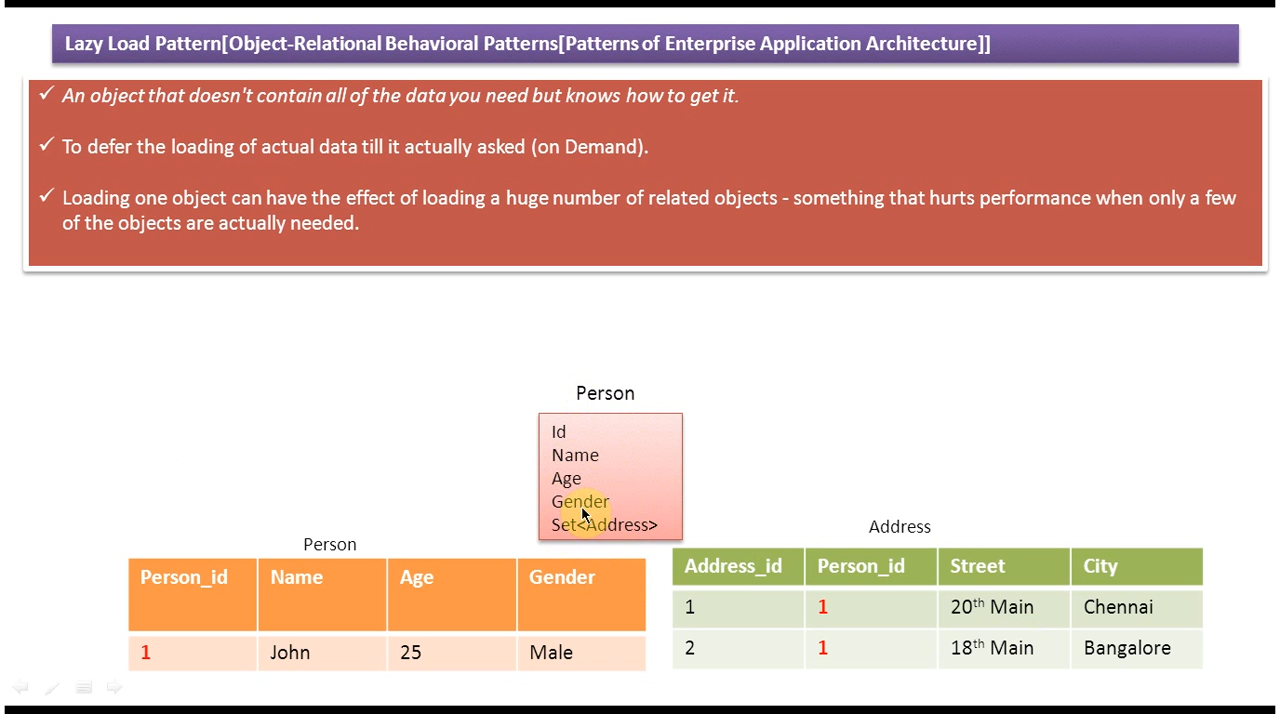 Lazy Load Pattern[Object-Relational Behavioral Patterns[Patterns of Enterprise Application Architecture]]
✓ An object that doesn't contain all of the data you need but knows how to get it.
✓ To defer the loading of actual data till it actually asked (on Demand).
✓ Loading one object can have the effect of loading a huge number of related objects - something that hurts performance when only a few
of the objects are actually needed.
Person
Id
Name
Age
Gender
Set<Address>
Person
Person_id Name Age Gender
1 John 25 Male
Address
Address_id Person_id Street City
1 1 20th Main Chennai
2 1 18th Main Bangalore